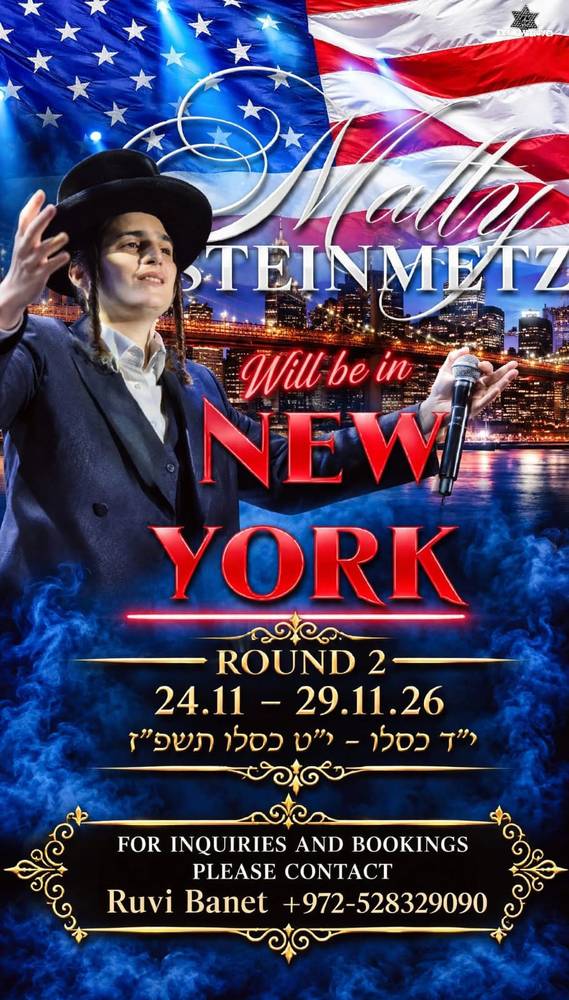 Matty
STEINMETZ
Will be in
NEW
YORK
ROUND 2
24.11 – 29.11.26
י"ד כסלו – י"ט כסלו תשפ"ז
FOR INQUIRIES AND BOOKINGS
PLEASE CONTACT
Ruvi Banet +972-528329090